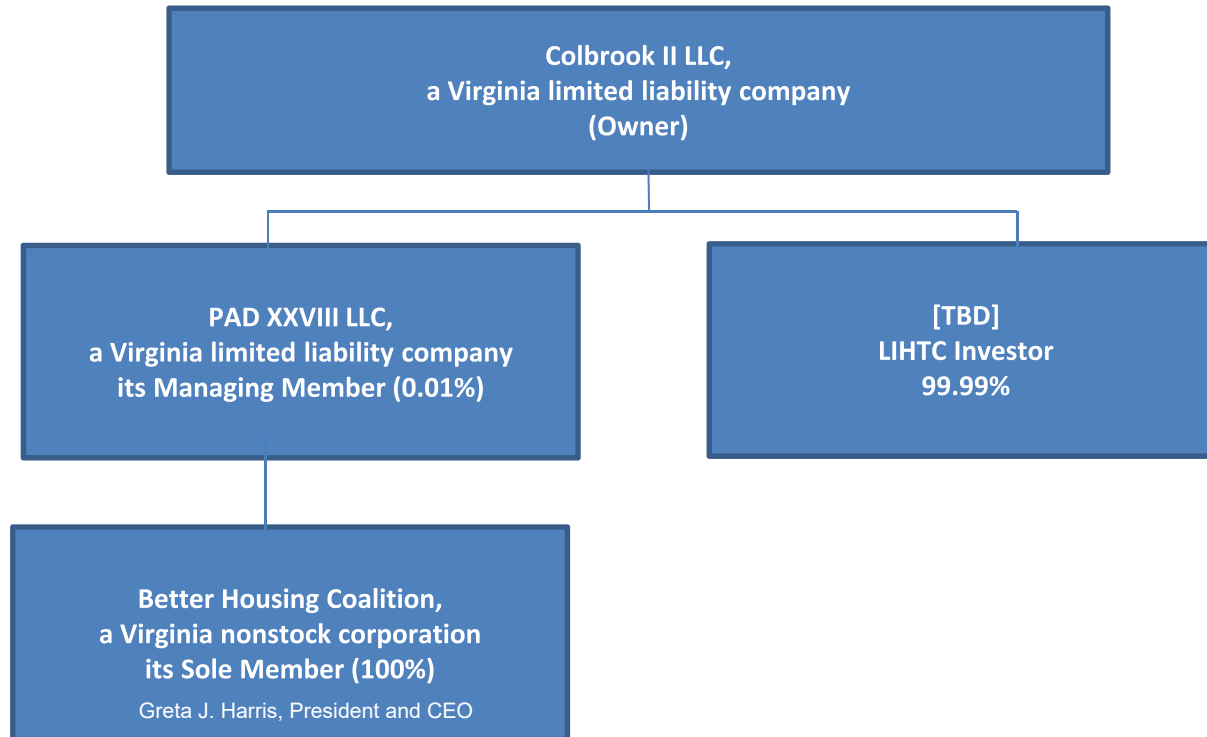 Colbrook II LLC,
a Virginia limited liability company
(Owner)
PAD XXVIII LLC,
a Virginia limited liability company
its Managing Member (0.01%)
[TBD]
LIHTC Investor
99.99%
Better Housing Coalition,
a Virginia nonstock corporation
its Sole Member (100%)
Greta J. Harris, President and CEO